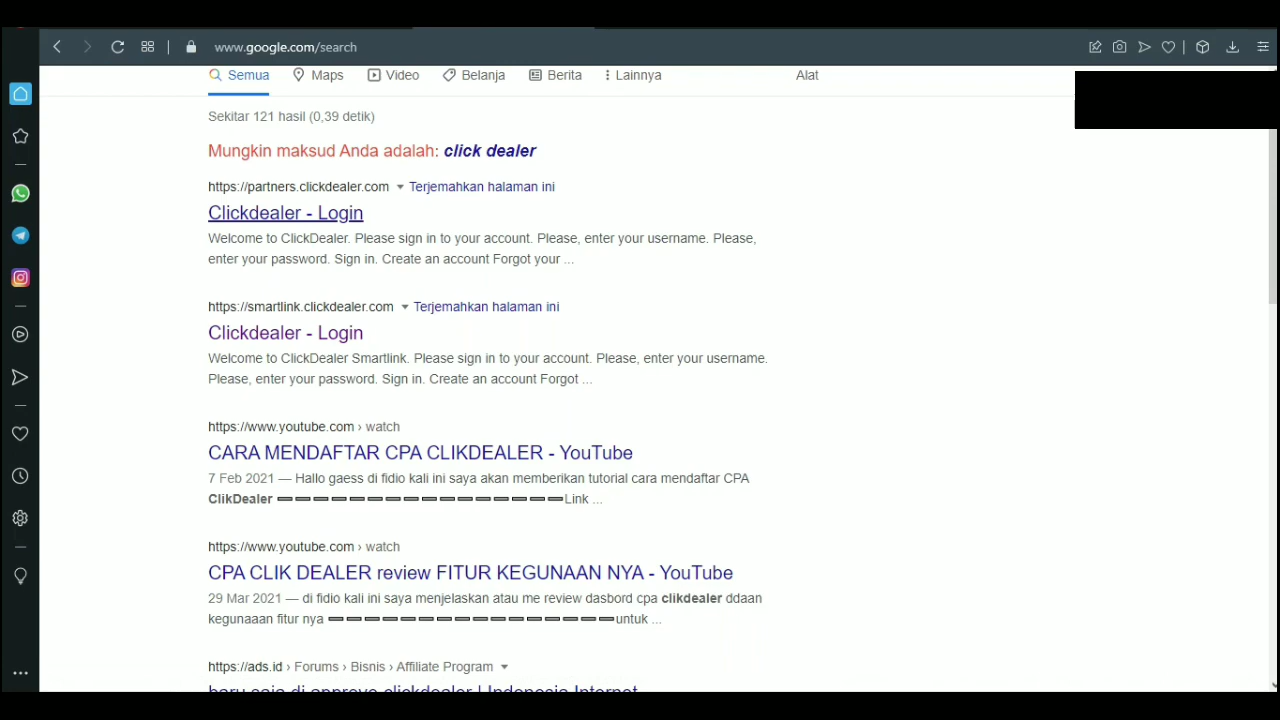 www.google.com/search
Semua Maps Video Belanja Berita Lainnya Alat
Sekitar 121 hasil (0,39 detik)
Mungkin maksud Anda adalah: click dealer
https://partners.clickdealer.com Terjemahkan halaman ini
Clickdealer - Login
Welcome to ClickDealer. Please sign in to your account. Please, enter your username. Please,
enter your password. Sign in. Create an account Forgot your ...
https://smartlink.clickdealer.com Terjemahkan halaman ini
Clickdealer - Login
Welcome to ClickDealer Smartlink. Please sign in to your account. Please, enter your username.
Please, enter your password. Sign in. Create an account Forgot ...
https://www.youtube.com › watch
CARA MENDAFTAR CPA CLIKDEALER - YouTube
7 Feb 2021 — Hallo gaess di fidio kali ini saya akan memberikan tutorial cara mendaftar CPA
ClikDealer Link ...
https://www.youtube.com › watch
CPA CLIK DEALER review FITUR KEGUNAAN NYA - YouTube
29 Mar 2021 — di fidio kali ini saya menjelaskan atau me review dasbord cpa clikdealer ddaan
kegunaaan fitur nya untuk ...
https://ads.id › Forums › Bisnis › Affiliate Program
baru saja di approve clickdealer | Indonesia Internet